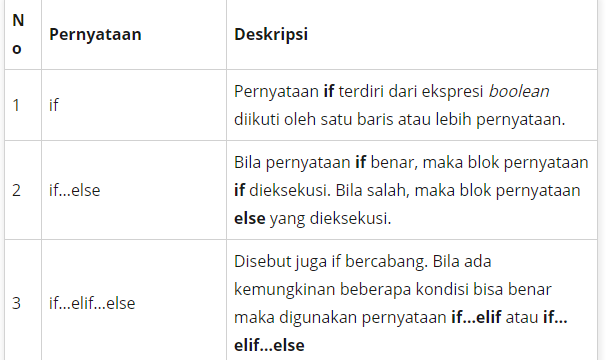 No Pernyataan Deskripsi
1 if Pernyataan if terdiri dari ekspresi boolean
diikuti oleh satu baris atau lebih pernyataan.
2 if...else Bila pernyataan if benar, maka blok pernyataan
if dieksekusi. Bila salah, maka blok pernyataan
else yang dieksekusi.
3 if...elif...else Disebut juga if bercabang. Bila ada
kemungkinan beberapa kondisi bisa benar
maka digunakan pernyataan if...elif atau if...
elif...else